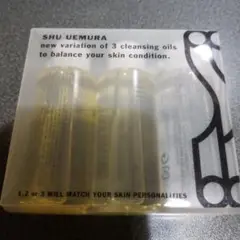 SHU UEMURA
new variation of 3 cleansing oils
to balance your skin condition.
1,2 or 3 WILL MATCH YOUR SKIN PERSONALITIES